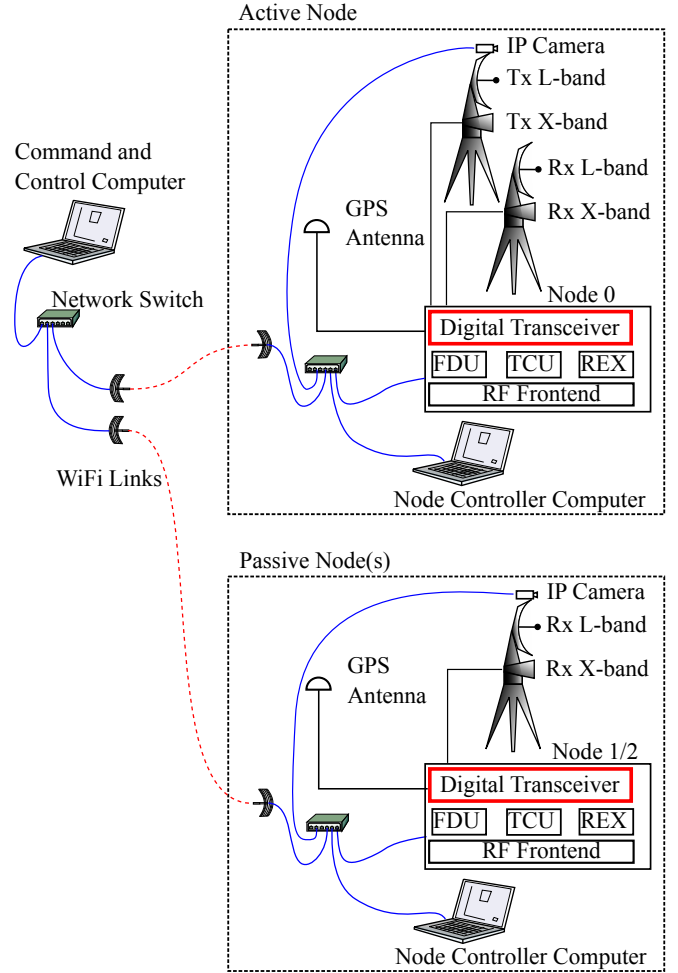 Active Node
IP Camera
Tx L-band
Tx X-band
Rx L-band
Rx X-band
Command and
Control Computer
GPS
Antenna
Network Switch
Node 0
Digital Transceiver
FDU TCU REX
RF Frontend
WiFi Links
Node Controller Computer
Passive Node(s)
IP Camera
Rx L-band
Rx X-band
GPS
Antenna
Node 1/2
Digital Transceiver
FDU TCU REX
RF Frontend
Node Controller Computer